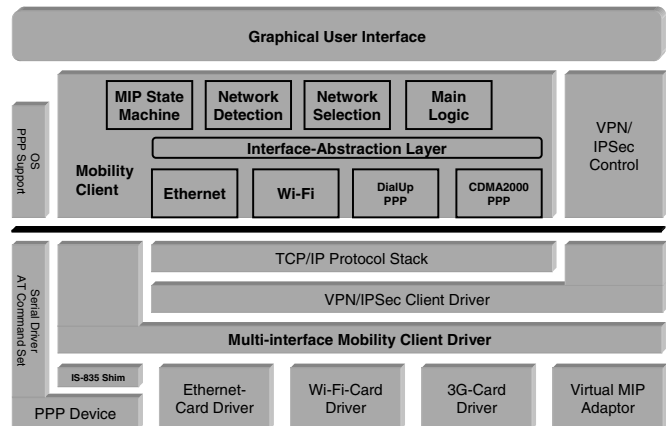 Graphical User Interface
OS
PPP Support
MIP State
Machine
Network
Detection
Network
Selection
Main
Logic
Interface-Abstraction Layer
Mobility
Client
Ethernet
Wi-Fi
DialUp
PPP
CDMA2000
PPP
VPN/
IPSec
Control
Serial Driver
AT Command Set
TCP/IP Protocol Stack
VPN/IPSec Client Driver
Multi-interface Mobility Client Driver
IS-835 Shim
PPP Device
Ethernet-
Card Driver
Wi-Fi-Card
Driver
3G-Card
Driver
Virtual MIP
Adaptor